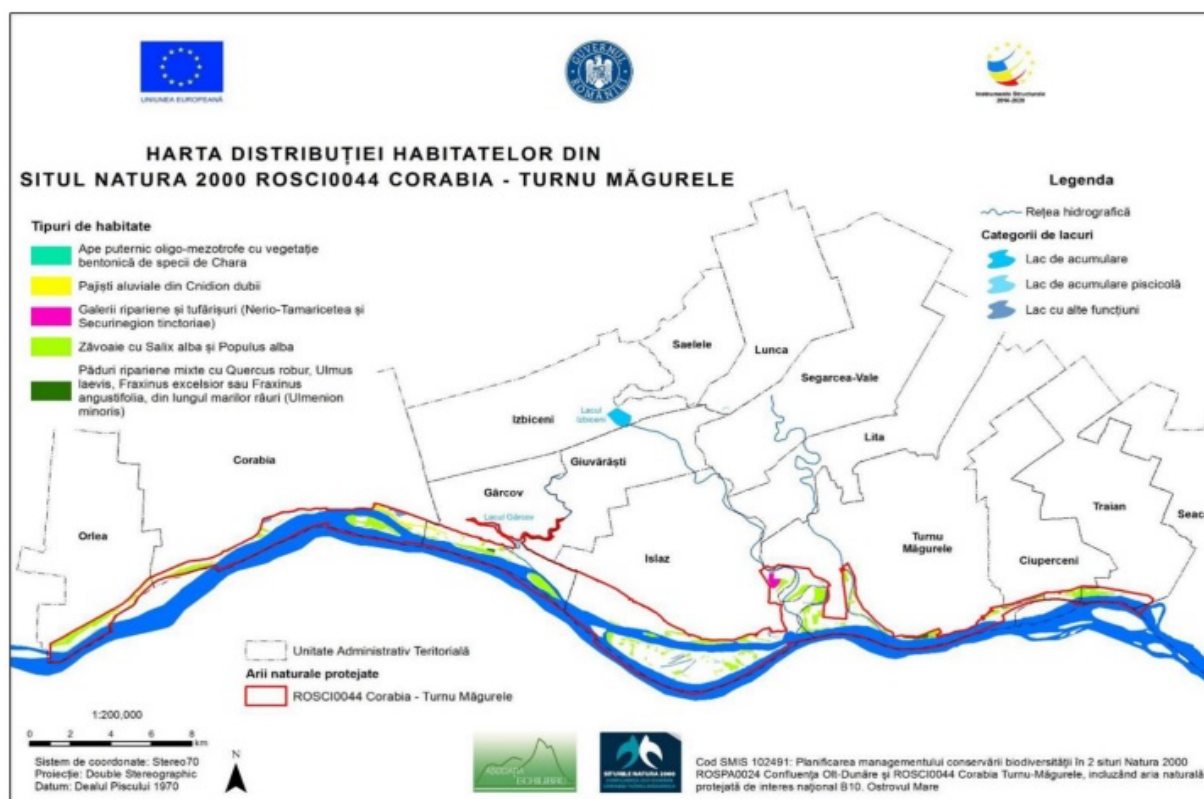 UNIUNEA EUROPEANĂ
GUVERNUL ROMÂNIEI
Instrumente Structurale
2014-2020
HARTA DISTRIBUȚIEI HABITATELOR DIN
SITUL NATURA 2000 ROSCI0044 CORABIA - TURNU MĂGURELE
Tipuri de habitate
Ape puternic oligo-mezotrofe cu vegetație
bentonică de specii de Chara
Pajiști aluviale din Cnidion dubii
Galerii ripariene și tufărișuri (Nerio-Tamaricetea și
Securinegion tinctoriae)
Zăvoaie cu Salix alba și Populus alba
Păduri ripariene mixte cu Quercus robur, Ulmus
laevis, Fraxinus excelsior sau Fraxinus
angustifolia, din lungul marilor râuri (Ulmenion
minoris)
Legenda
Rețea hidrografică
Categorii de lacuri
Lac de acumulare
Lac de acumulare piscicolă
Lac cu alte funcțiuni
Saelele
Lunca
Segarcea-Vale
Izbiceni
Lacul
Izbiceni
Lita
Corabia
Giuvărăști
Gârcov
Lacul Gârcov
Orlea
Islaz
Turnu
Măgurele
Traian
Seac
Ciuperceni
Unitate Administrativ Teritorială
Arii naturale protejate
ROSCI0044 Corabia - Turnu Măgurele
1:200,000
0 2 4 6 8
km
N
Sistem de coordonate: Stereo70
Proiecție: Double Stereographic
Datum: Dealul Piscului 1970
ASOCIAȚIA
ECHILIBRU
SITURILE NATURA 2000
Cod SMIS 102491: Planificarea managementului conservării biodiversității în 2 situri Natura 2000
ROSPA0024 Confluența Olt-Dunăre și ROSCI0044 Corabia Turnu-Măgurele, incluzând aria naturală
protejată de interes național B10. Ostrovul Mare